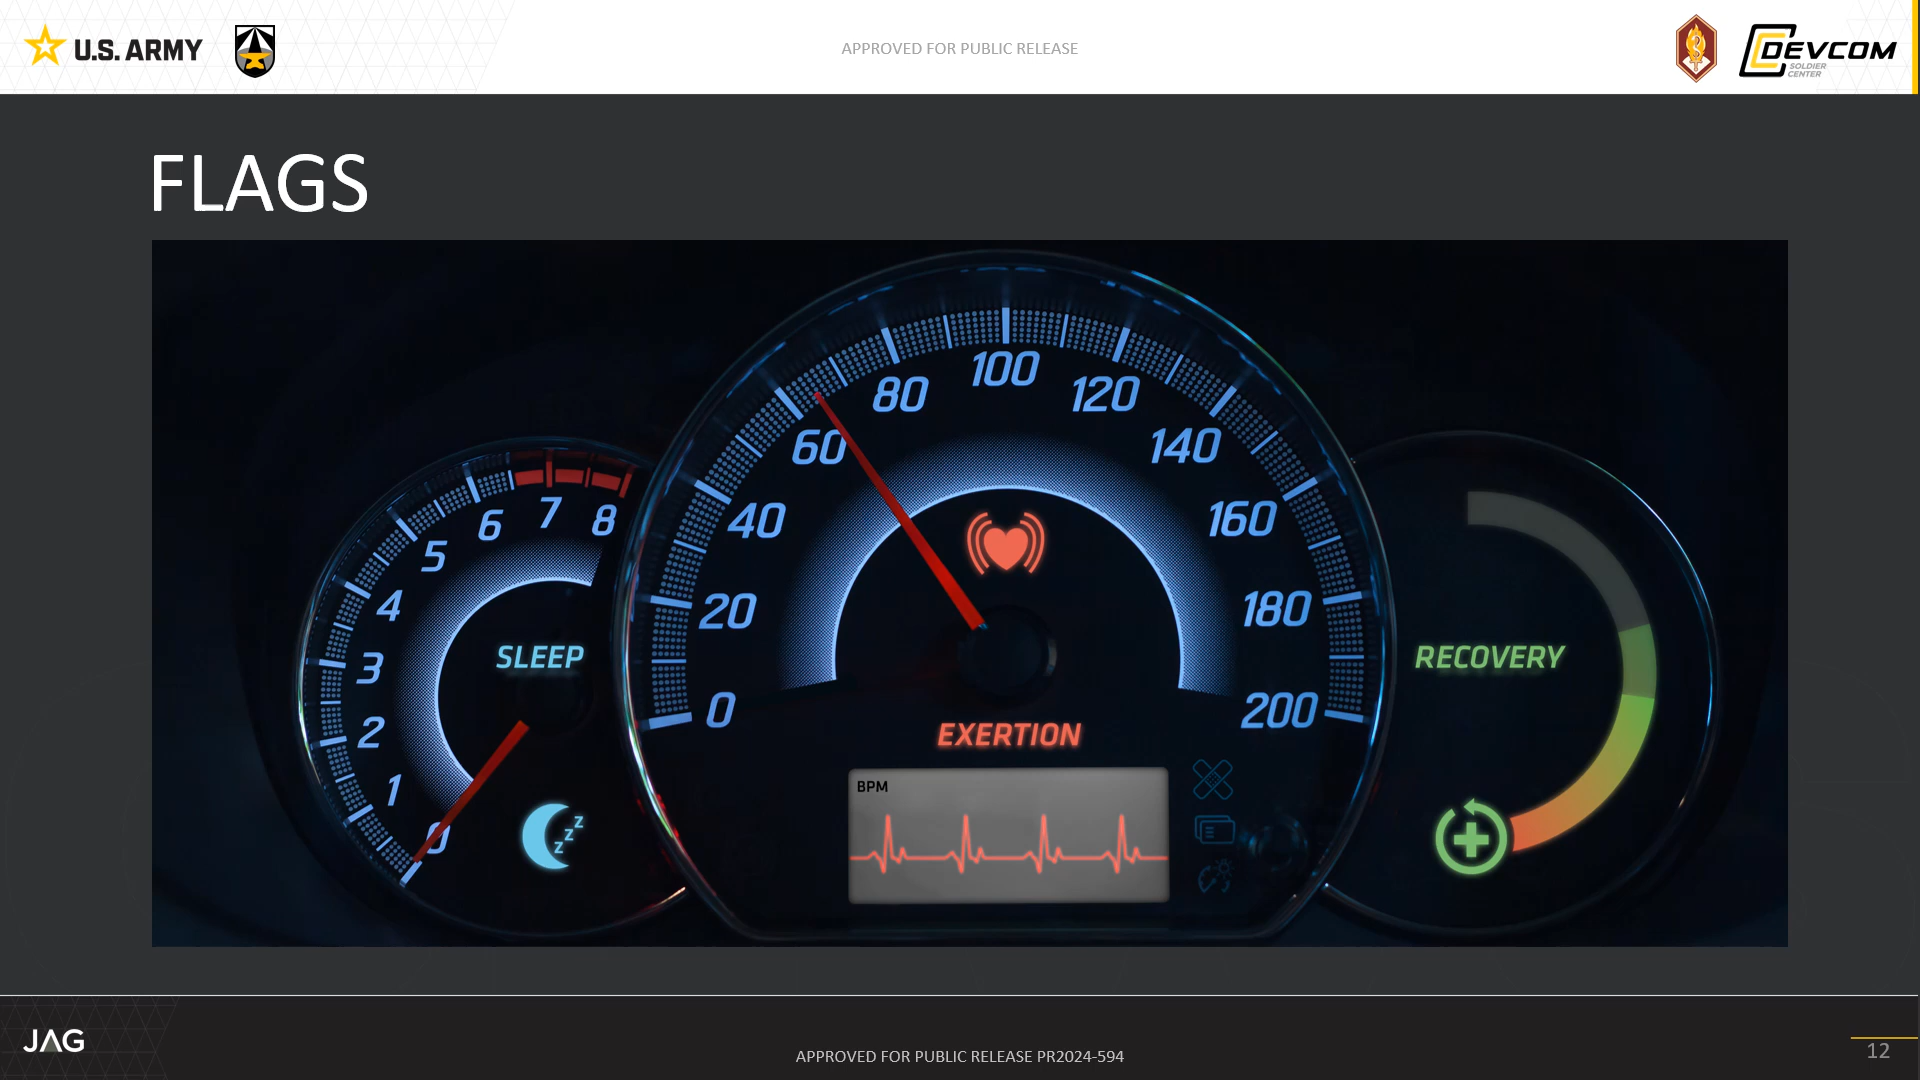 U.S. ARMY
APPROVED FOR PUBLIC RELEASE
DEVCOM
SOLDIER
CENTER
FLAGS
0
1
2
3
4
5
6
7
8
SLEEP
z
z
z
0
20
40
60
80
100
120
140
160
180
200
EXERTION
BPM
RECOVERY
JAG
APPROVED FOR PUBLIC RELEASE PR2024-594
12